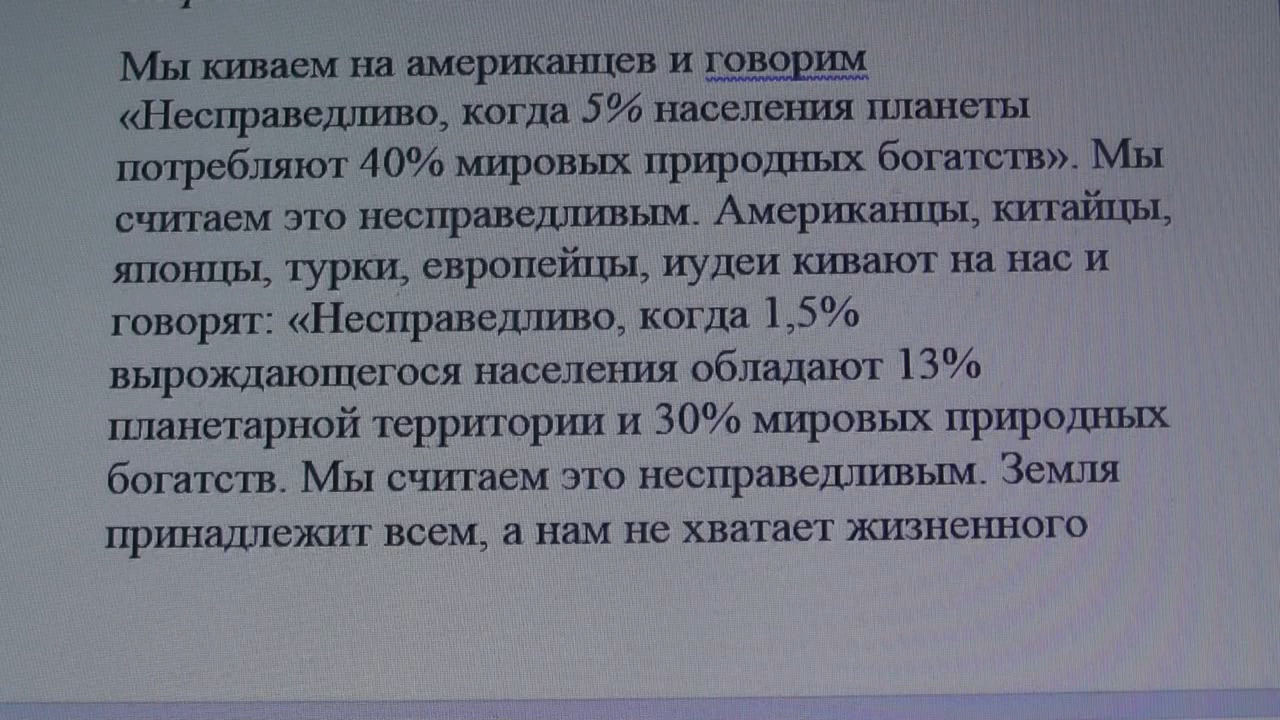 Мы киваем на американцев и говорим
«Несправедливо, когда 5% населения планеты
потребляют 40% мировых природных богатств». Мы
считаем это несправедливым. Американцы, китайцы,
японцы, турки, европейцы, иудеи кивают на нас и
говорят: «Несправедливо, когда 1,5%
вырождающегося населения обладают 13%
планетарной территории и 30% мировых природных
богатств. Мы считаем это несправедливым. Земля
принадлежит всем, а нам не хватает жизненного